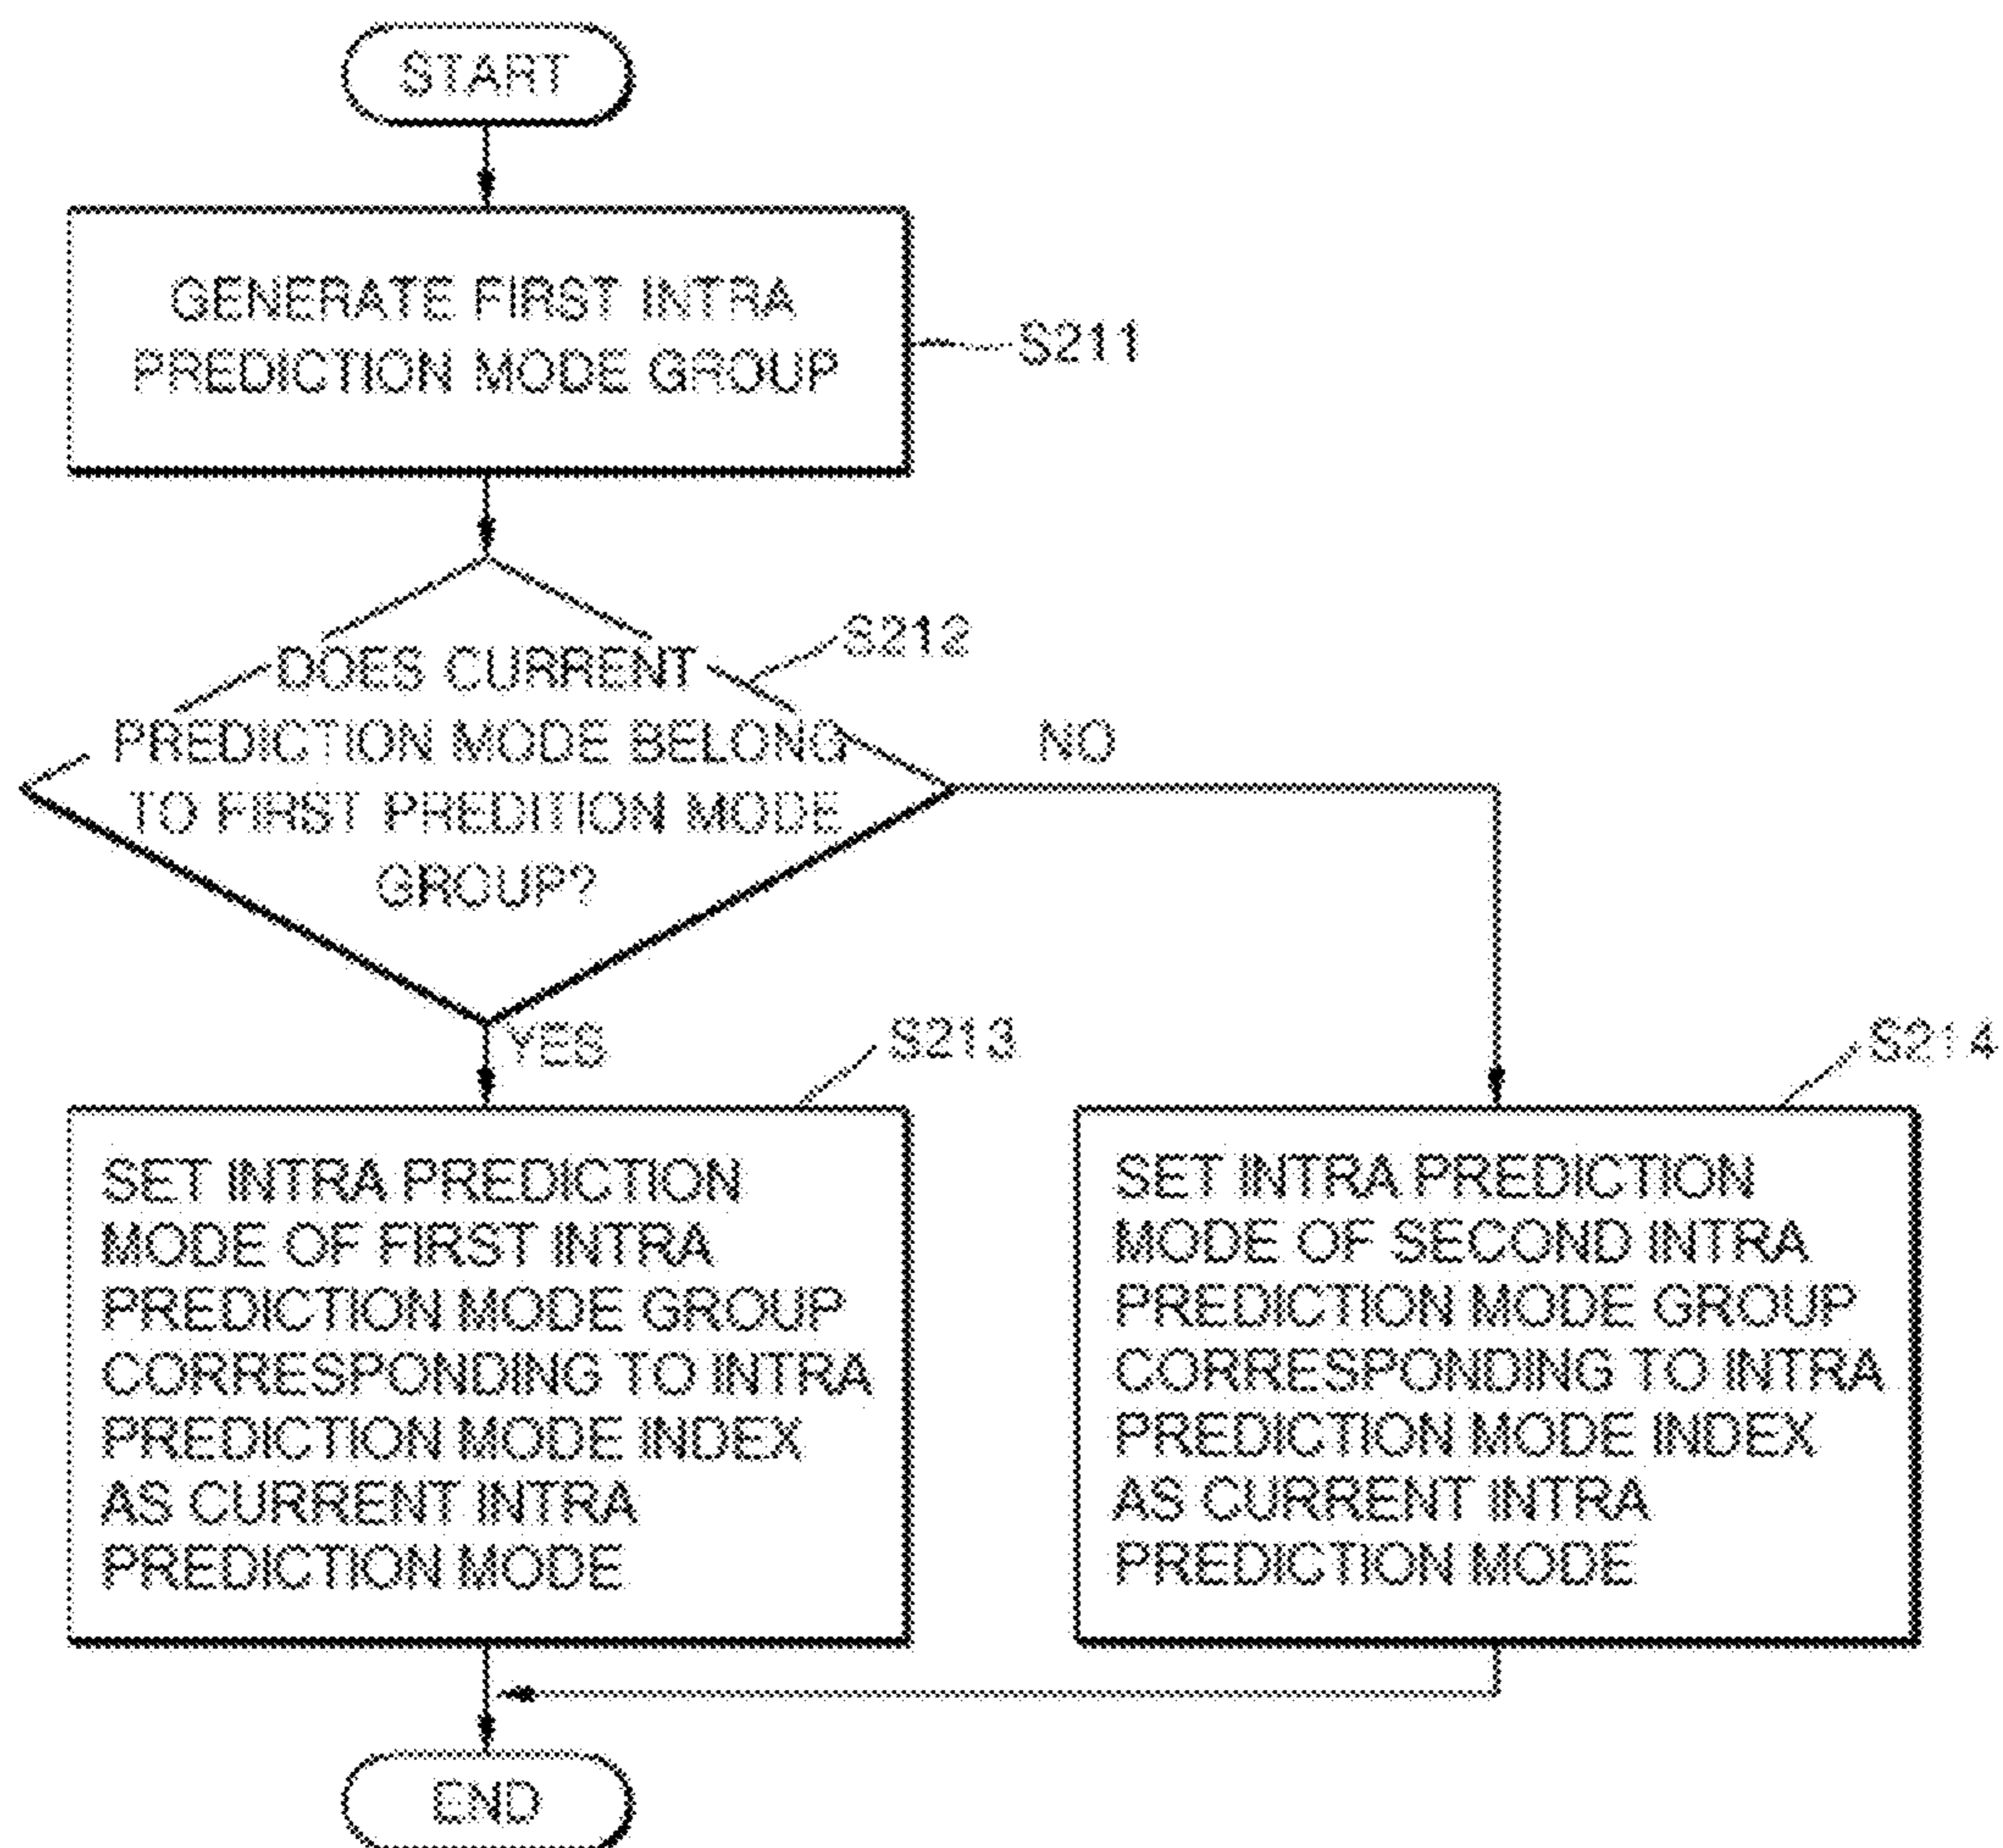 START
GENERATE FIRST INTRA
PREDICTION MODE GROUP
S211
DOES CURRENT
PREDICTION MODE BELONG
TO FIRST PREDITION MODE
GROUP?
S212
NO
YES
S213
SET INTRA PREDICTION
MODE OF FIRST INTRA
PREDICTION MODE GROUP
CORRESPONDING TO INTRA
PREDICTION MODE INDEX
AS CURRENT INTRA
PREDICTION MODE
S214
SET INTRA PREDICTION
MODE OF SECOND INTRA
PREDICTION MODE GROUP
CORRESPONDING TO INTRA
PREDICTION MODE INDEX
AS CURRENT INTRA
PREDICTION MODE
END